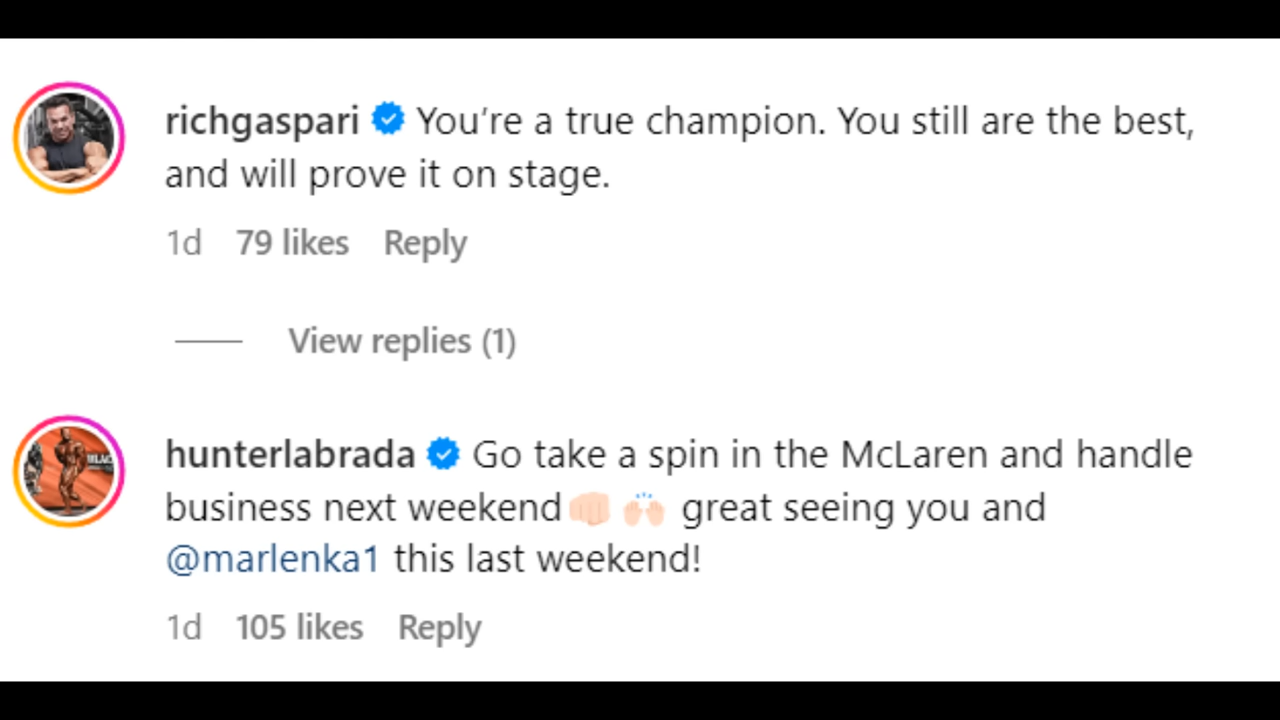 richgaspari You're a true champion. You still are the best,
and will prove it on stage.
1d 79 likes Reply
View replies (1)
hunterlabrada Go take a spin in the McLaren and handle
business next weekend👊🏻 🙌🏻 great seeing you and
@marlenka1 this last weekend!
1d 105 likes Reply